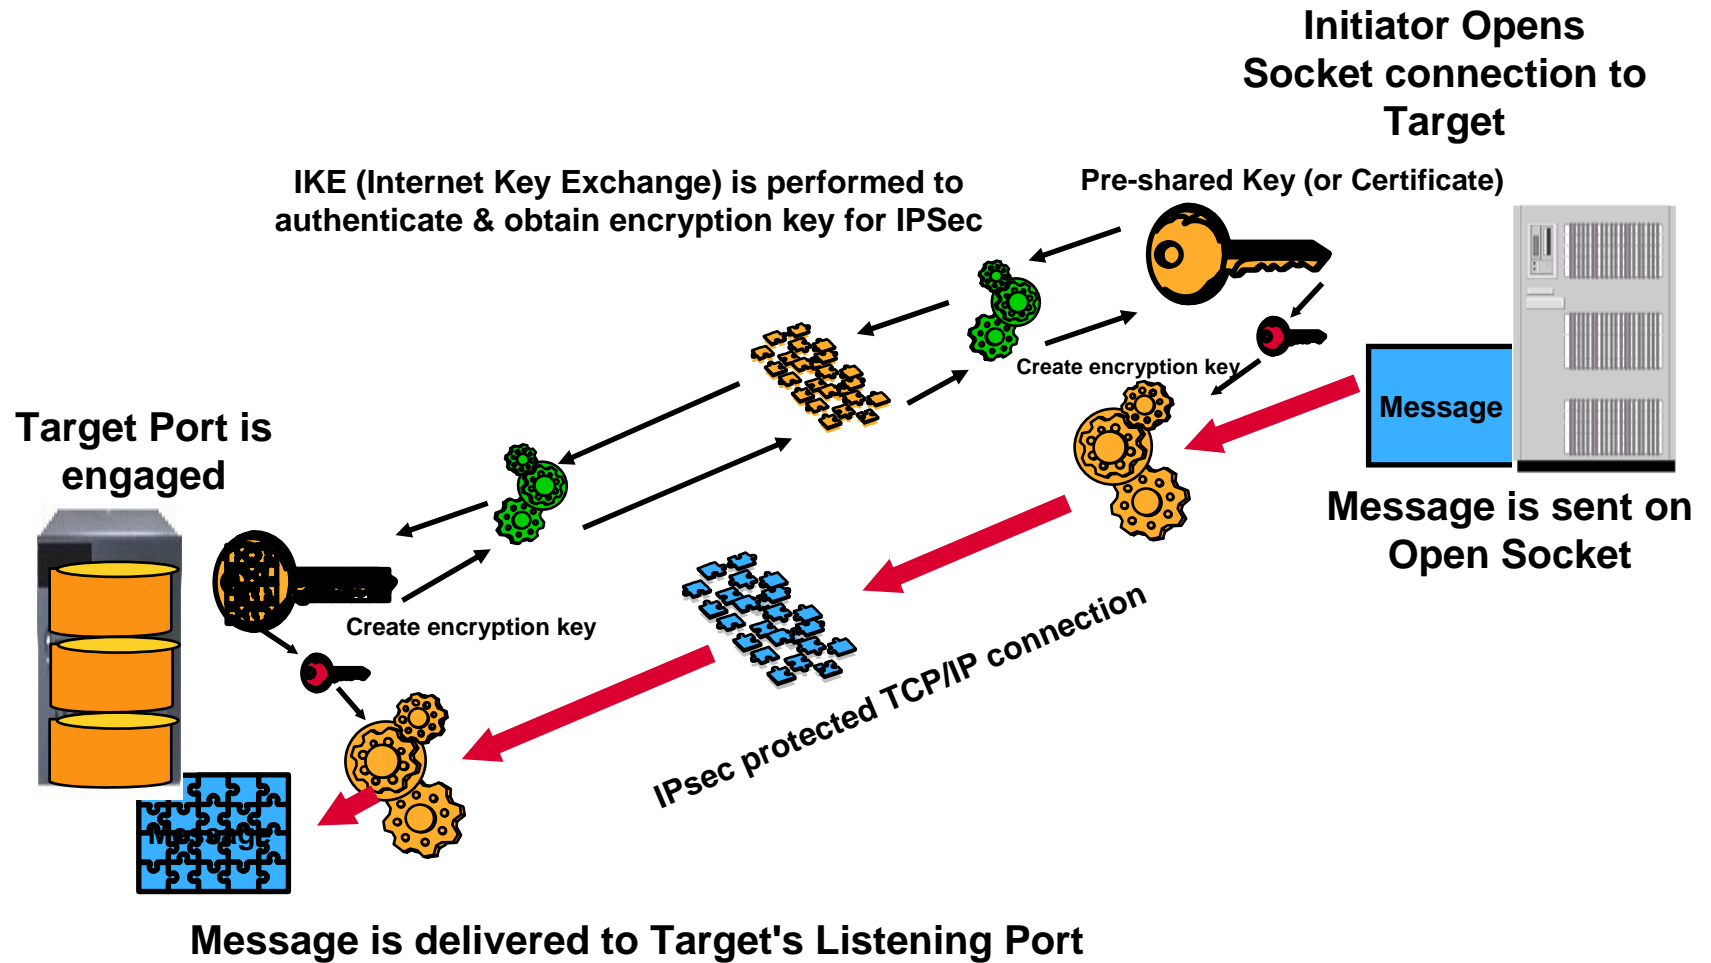 Initiator Opens
Socket connection to
Target
IKE (Internet Key Exchange) is performed to
authenticate & obtain encryption key for IPSec
Pre-shared Key (or Certificate)
Create encryption key
Message
Target Port is
engaged
Message is sent on
Open Socket
Create encryption key
IPsec protected TCP/IP connection
Message
Message is delivered to Target's Listening Port